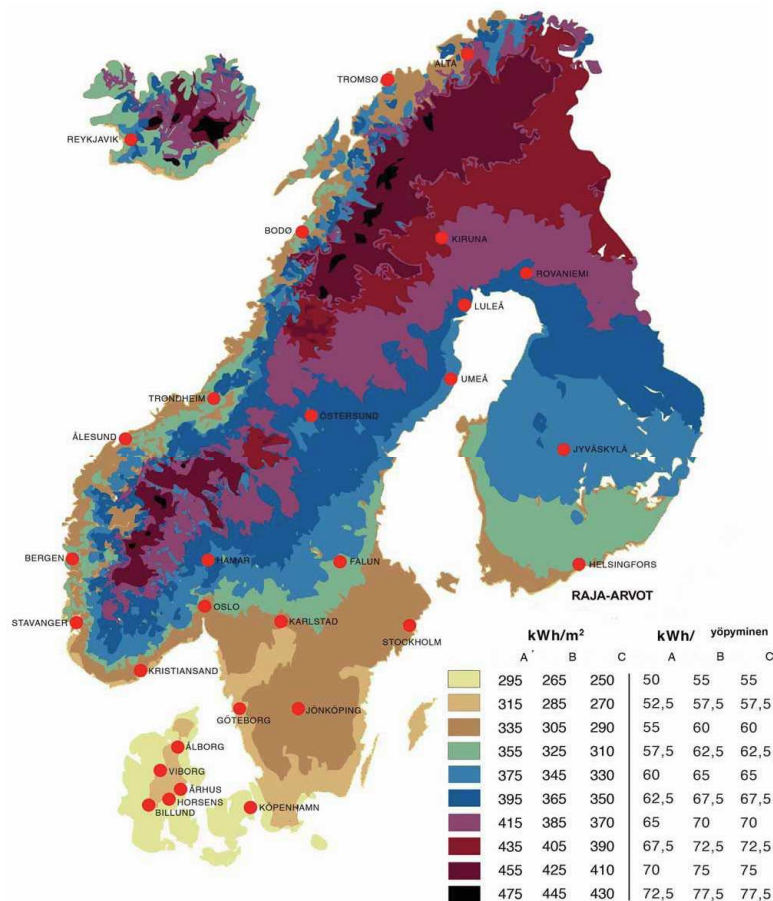 ALTA
TROMSØ
REYKJAVIK
BODØ
KIRUNA
ROVANIEMI
LULEÅ
UMEÅ
TRONDHEIM
ÖSTERSUND
ÅLESUND
JYVÄSKYLÄ
BERGEN
HAMAR
FALUN
HELSINGFORS
RAJA-ARVOT
OSLO
STAVANGER
KARLSTAD
STOCKHOLM
KRISTIANSAND
GÖTEBORG
JÖNKÖPING
ÅLBORG
VIBORG
ÅRHUS
HORSENS
BILLUND
KÖPENHAMN
kWh/m² kWh/ yöpyminen
A B C A B C
295 265 250 50 55 55
315 285 270 52,5 57,5 57,5
335 305 290 55 60 60
355 325 310 57,5 62,5 62,5
375 345 330 60 65 65
395 365 350 62,5 67,5 67,5
415 385 370 65 70 70
435 405 390 67,5 72,5 72,5
455 425 410 70 75 75
475 445 430 72,5 77,5 77,5